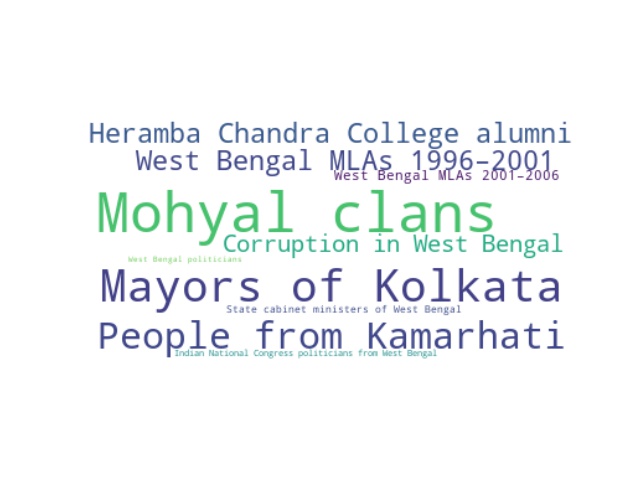 Heramba Chandra College alumni
West Bengal MLAs 1996–2001
West Bengal MLAs 2001–2006
Mohyal clans
Corruption in West Bengal
West Bengal politicians
Mayors of Kolkata
State cabinet ministers of West Bengal
People from Kamarhati
Indian National Congress politicians from West Bengal